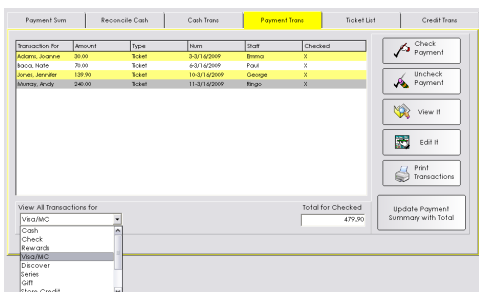 Payment Sum Reconcile Cash Cash Trans Payment Trans Ticket List Credit Trans
Transaction For Amount Type Num Staff Checked
Adams, Joanne 30.00 Ticket 3-3/16/2009 Emma X
Baca, Nate 70.00 Ticket 6-3/16/2009 Paul X
Jones, Jennifer 139.90 Ticket 10-3/16/2009 George X
Murray, Andy 240.00 Ticket 11-3/16/2009 Ringo X
Check
Payment
Uncheck
Payment
View It
Edit It
Print
Transactions
View All Transactions for Total for Checked
Visa/MC 479.90
Update Payment
Summary with Total
Cash
Check
Rewards
Visa/MC
Discover
Series
Gift
Store Credit